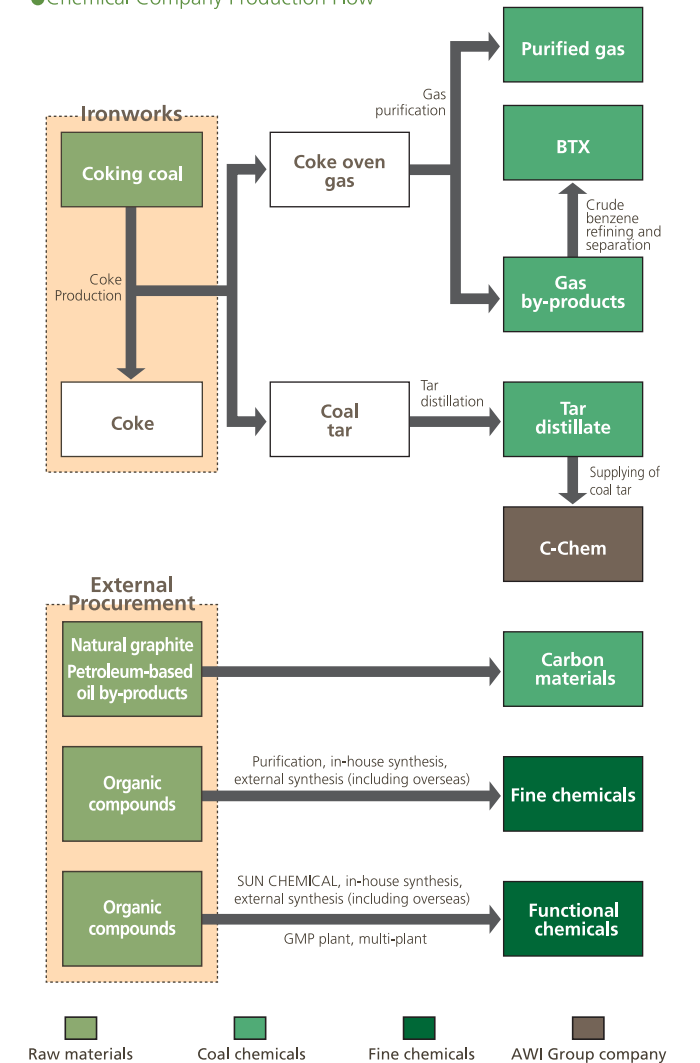 ●Chemical Company Production Flow
Purified gas
Gas
purification
Ironworks
BTX
Coking coal
Coke oven
gas
Crude
benzene
refining and
separation
Coke
Production
Gas
by-products
Coke
Coal
tar
Tar
distillation
Tar
distillate
Supplying of
coal tar
C-Chem
External
Procurement
Natural graphite
Petroleum-based
oil by-products
Carbon
materials
Organic
compounds
Purification, in-house synthesis,
external synthesis (including overseas)
Fine chemicals
Organic
compounds
SUN CHEMICAL, in-house synthesis,
external synthesis (including overseas)
GMP plant, multi-plant
Functional
chemicals
Raw materials
Coal chemicals
Fine chemicals
AWI Group company